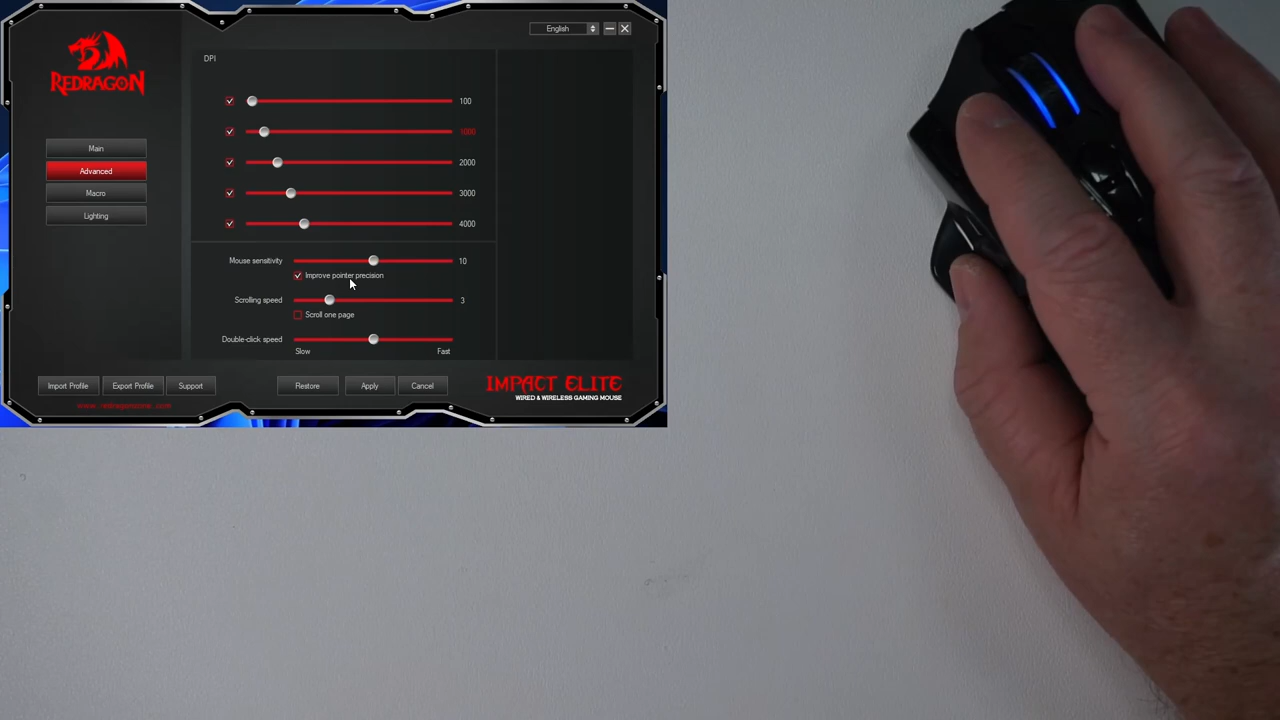 English
REDRAGON
DPI
100
1000
2000
3000
4000
Main
Advanced
Macro
Lighting
Mouse sensitivity 10
Improve pointer precision
Scrolling speed 3
Scroll one page
Double-click speed
Slow Fast
Import Profile Export Profile Support Restore Apply Cancel
IMPACT ELITE
WIRED & WIRELESS GAMING MOUSE